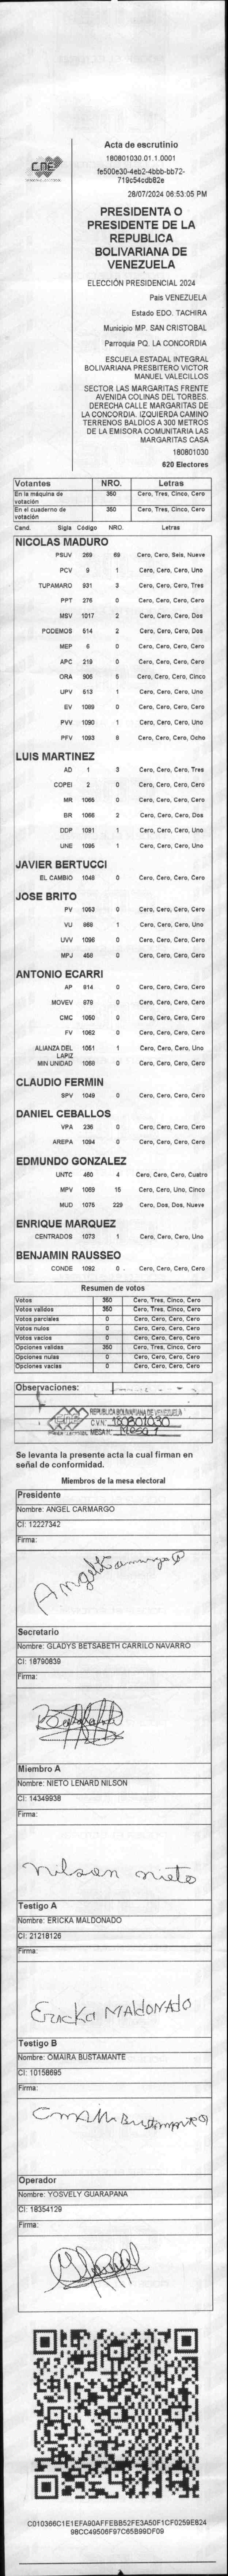 CNE
Acta de escrutinio
180801030.01.1.0001
fe500e30-4eb2-4bbb-bb72-
719c54cdb82e
28/07/2024 06:53:05 PM
PRESIDENTA O
PRESIDENTE DE LA
REPUBLICA
BOLIVARIANA DE
VENEZUELA
ELECCIÓN PRESIDENCIAL 2024
País VENEZUELA
Estado EDO. TACHIRA
Municipio MP. SAN CRISTOBAL
Parroquia PQ. LA CONCORDIA
ESCUELA ESTADAL INTEGRAL
BOLIVARIANA PRESBITERO VICTOR
MANUEL VALECILLOS
SECTOR LAS MARGARITAS FRENTE
AVENIDA COLINAS DEL TORBES.
DERECHA CALLE MARGARITAS DE
LA CONCORDIA. IZQUIERDA CAMINO
TERRENOS BALDÍOS A 300 METROS
DE LA EMISORA COMUNITARIA LAS
MARGARITAS CASA
180801030
620 Electores
Votantes NRO. Letras
En la máquina de votación 350 Cero, Tres, Cinco, Cero
En el cuaderno de votación 350 Cero, Tres, Cinco, Cero
Cand. Sigla Código NRO. Letras
NICOLAS MADURO
PSUV 269 69 Cero, Cero, Seis, Nueve
PCV 9 1 Cero, Cero, Cero, Uno
TUPAMARO 931 3 Cero, Cero, Cero, Tres
PPT 276 0 Cero, Cero, Cero, Cero
MSV 1017 2 Cero, Cero, Cero, Dos
PODEMOS 514 2 Cero, Cero, Cero, Dos
MEP 6 0 Cero, Cero, Cero, Cero
APC 219 0 Cero, Cero, Cero, Cero
ORA 906 5 Cero, Cero, Cero, Cinco
UPV 513 1 Cero, Cero, Cero, Uno
EV 1089 0 Cero, Cero, Cero, Cero
PVV 1090 1 Cero, Cero, Cero, Uno
PFV 1093 8 Cero, Cero, Cero, Ocho
LUIS MARTINEZ
AD 1 3 Cero, Cero, Cero, Tres
COPEI 2 0 Cero, Cero, Cero, Cero
MR 1065 0 Cero, Cero, Cero, Cero
BR 1066 2 Cero, Cero, Cero, Dos
DDP 1091 1 Cero, Cero, Cero, Uno
UNE 1095 1 Cero, Cero, Cero, Uno
JAVIER BERTUCCI
EL CAMBIO 1048 0 Cero, Cero, Cero, Cero
JOSE BRITO
PV 1053 0 Cero, Cero, Cero, Cero
VU 868 1 Cero, Cero, Cero, Uno
UVV 1096 0 Cero, Cero, Cero, Cero
MPJ 458 0 Cero, Cero, Cero, Cero
ANTONIO ECARRI
AP 914 0 Cero, Cero, Cero, Cero
MOVEV 979 0 Cero, Cero, Cero, Cero
CMC 1050 0 Cero, Cero, Cero, Cero
FV 1062 0 Cero, Cero, Cero, Cero
ALIANZA DEL LAPIZ 1051 1 Cero, Cero, Cero, Uno
MIN UNIDAD 1058 0 Cero, Cero, Cero, Cero
CLAUDIO FERMIN
SPV 1049 0 Cero, Cero, Cero, Cero
DANIEL CEBALLOS
VPA 236 0 Cero, Cero, Cero, Cero
AREPA 1094 0 Cero, Cero, Cero, Cero
EDMUNDO GONZALEZ
UNTC 450 4 Cero, Cero, Cero, Cuatro
MPV 1069 15 Cero, Cero, Uno, Cinco
MUD 1075 229 Cero, Dos, Dos, Nueve
ENRIQUE MARQUEZ
CENTRADOS 1073 1 Cero, Cero, Cero, Uno
BENJAMIN RAUSSEO
CONDE 1092 0 Cero, Cero, Cero, Cero
Resumen de votos
Votos 350 Cero, Tres, Cinco, Cero
Votos validos 350 Cero, Tres, Cinco, Cero
Votos parciales 0 Cero, Cero, Cero, Cero
Votos nulos 0 Cero, Cero, Cero, Cero
Votos vacíos 0 Cero, Cero, Cero, Cero
Opciones validas 350 Cero, Tres, Cinco, Cero
Opciones nulas 0 Cero, Cero, Cero, Cero
Opciones vacías 0 Cero, Cero, Cero, Cero
Observaciones:
REPUBLICA BOLIVARIANA DE VENEZUELA
C.V.N°: 180801030
MESA N°: Mesa 1
Se levanta la presente acta la cual firman en
señal de conformidad.
Miembros de la mesa electoral
Presidente
Nombre: ANGEL CARMARGO
CI: 12227342
Firma:
Angel Camargo
Secretario
Nombre: GLADYS BETSABETH CARRILO NAVARRO
CI: 18790839
Firma:
Miembro A
Nombre: NIETO LENARD NILSON
CI: 14349938
Firma:
nilson nieto
Testigo A
Nombre: ERICKA MALDONADO
CI: 21218126
Firma:
Ericka MAldonAdo
Testigo B
Nombre: OMAIRA BUSTAMANTE
CI: 10158695
Firma:
Operador
Nombre: YOSVELY GUARAPANA
CI: 18354129
Firma:
C010366C1E1EFA90AFFEBB52FE3A50F1CF0259E824
98CC49506F97C65B99DF09